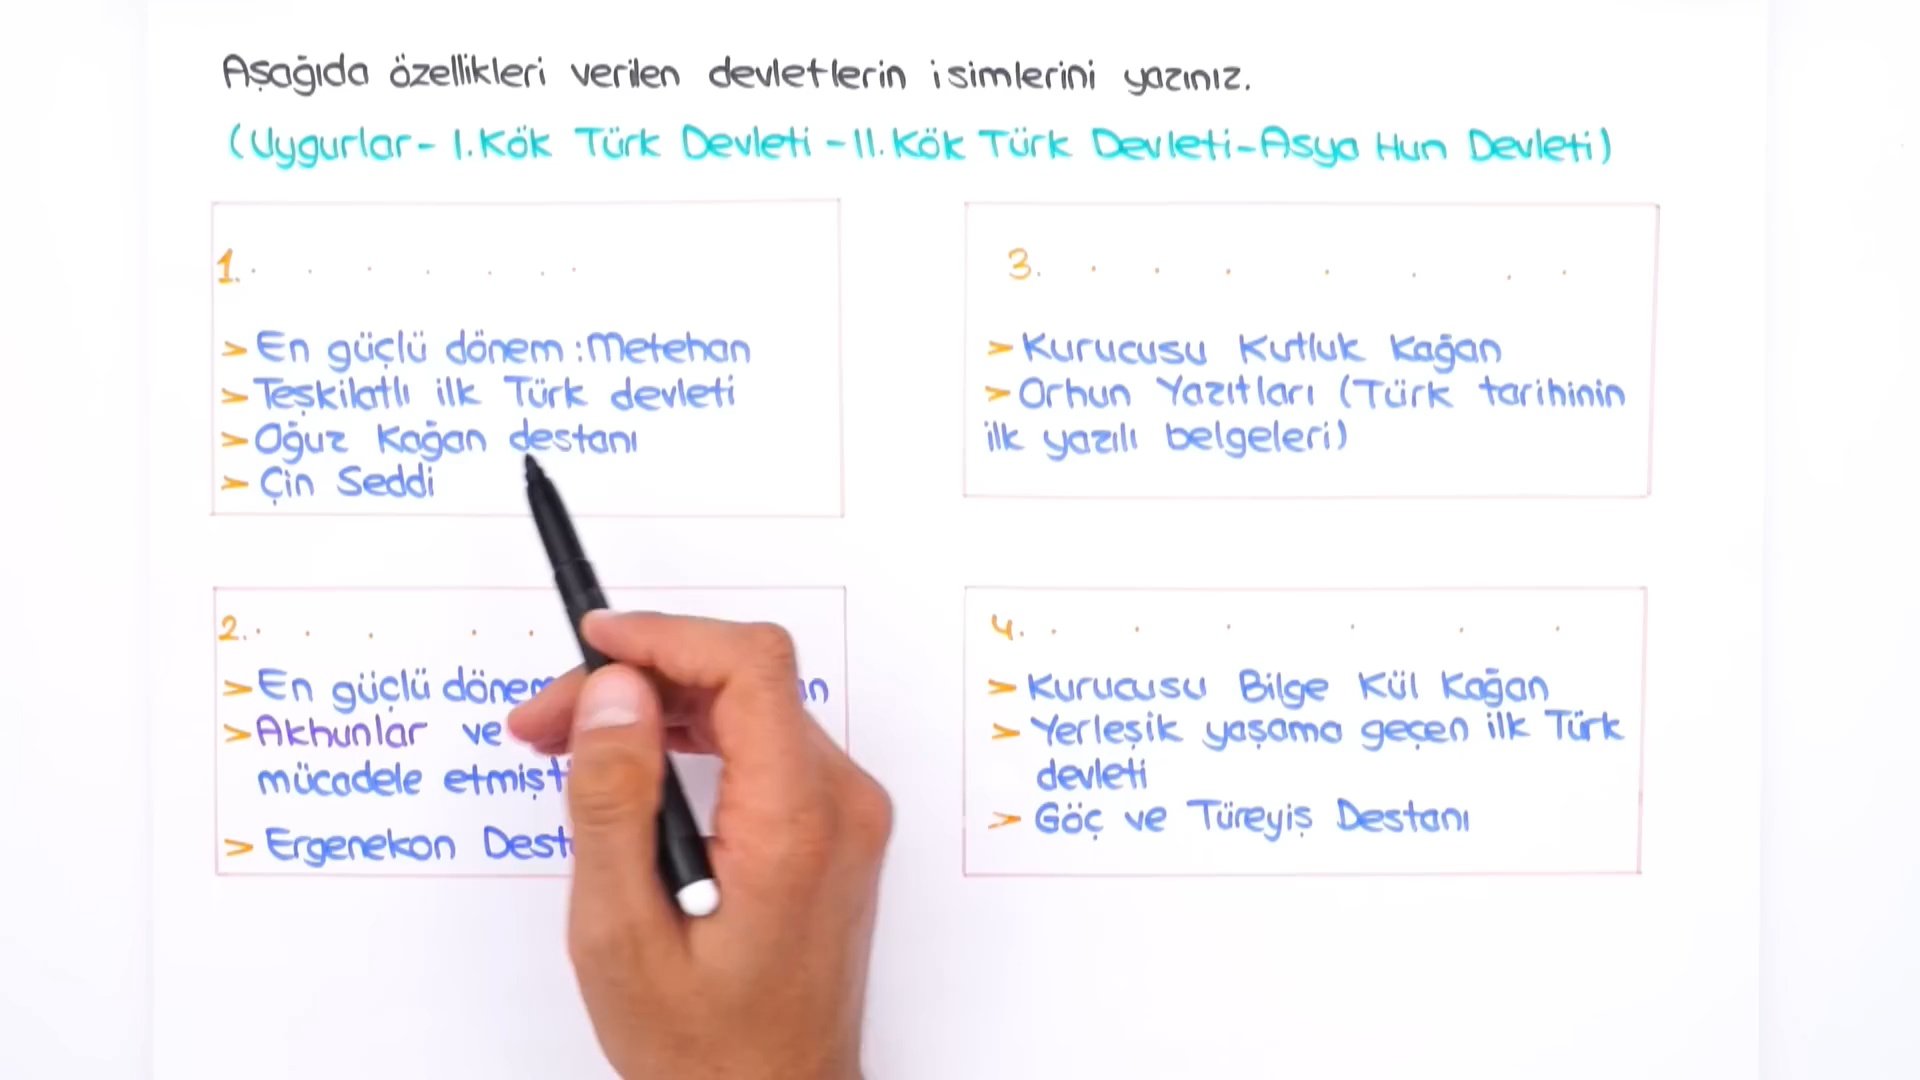 Aşağıda özellikleri verilen devletlerin isimlerini yazınız.
(Uygurlar- I.Kök Türk Devleti -II.Kök Türk Devleti-Asya Hun Devleti)
1. . . . . . . .
> En güçlü dönem :Metehan
> Teşkilatlı ilk Türk devleti
> Oğuz Kağan destanı
> Çin Seddi
2. . . . . .
> En güçlü dönem
> Akhunlar ve
mücadele etmişt
> Ergenekon Dest
3. . . . . . . . .
> Kurucusu Kutluk Kağan
> Orhun Yazıtları (Türk tarihinin
ilk yazılı belgeleri)
4. . . . . . .
> Kurucusu Bilge Kül Kağan
> Yerleşik yaşama geçen ilk Türk
devleti
> Göç ve Türeyiş Destanı